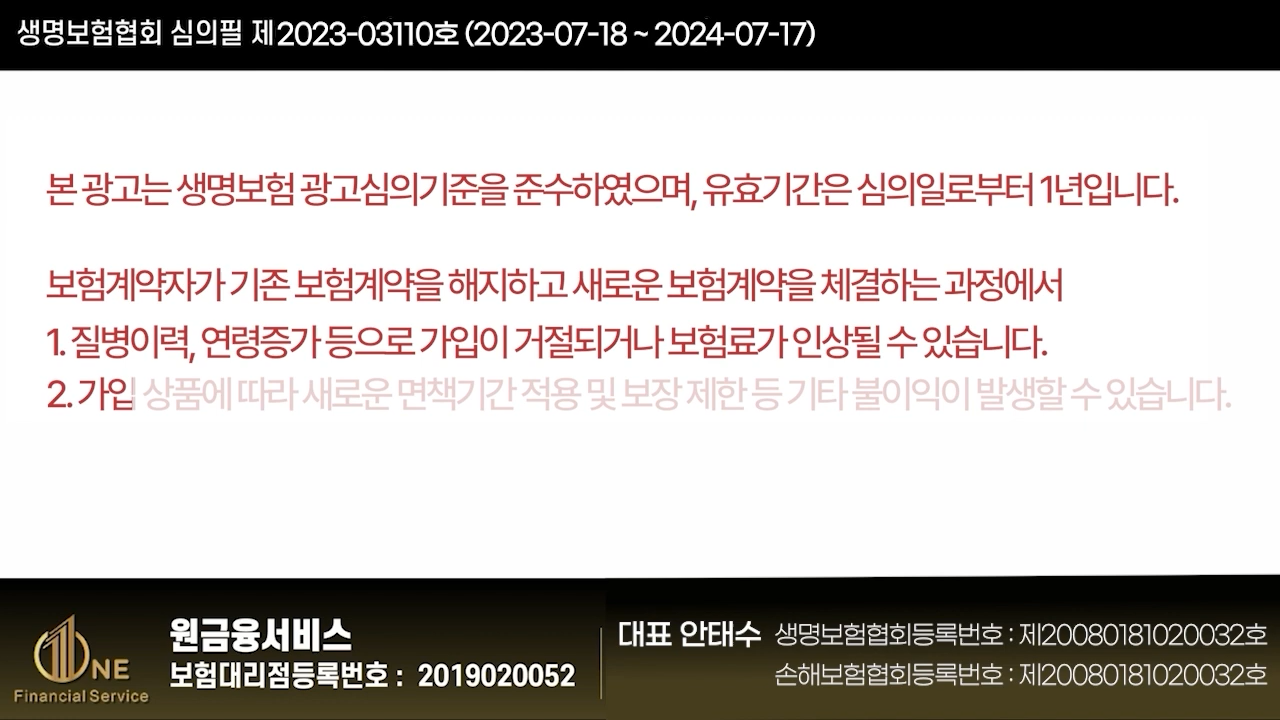 생명보험협회 심의필 제2023-03110호 (2023-07-18 ~ 2024-07-17)
본 광고는 생명보험 광고심의기준을 준수하였으며, 유효기간은 심의일로부터 1년입니다.
보험계약자가 기존 보험계약을 해지하고 새로운 보험계약을 체결하는 과정에서
1. 질병이력, 연령증가 등으로 가입이 거절되거나 보험료가 인상될 수 있습니다.
2. 가입 상품에 따라 새로운 면책기간 적용 및 보장 제한 등 기타 불이익이 발생할 수 있습니다.
ONE
Financial Service
원금융서비스
보험대리점등록번호 : 2019020052
대표 안태수 생명보험협회등록번호 : 제20080181020032호
손해보험협회등록번호 : 제20080181020032호